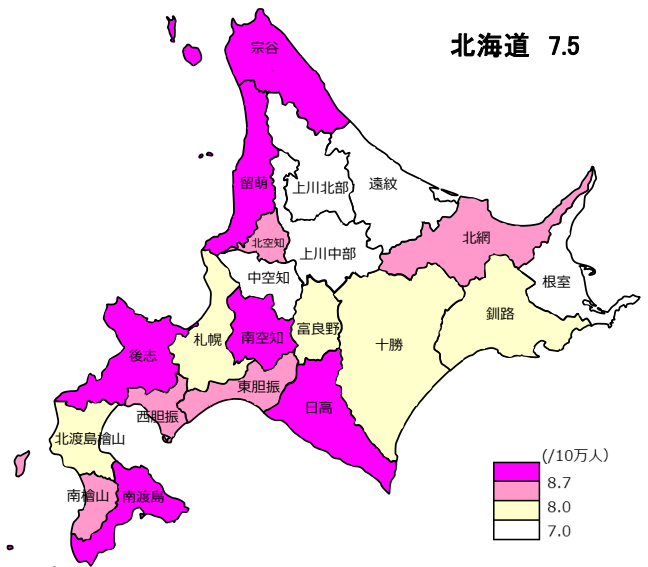 北海道 7.5
宗谷
留萌
上川北部
遠紋
北空知
上川中部
北網
中空知
根室
札幌
南空知
富良野
十勝
釧路
後志
東胆振
西胆振
日高
北渡島檜山
南檜山
南渡島
(/10万人)
8.7
8.0
7.0